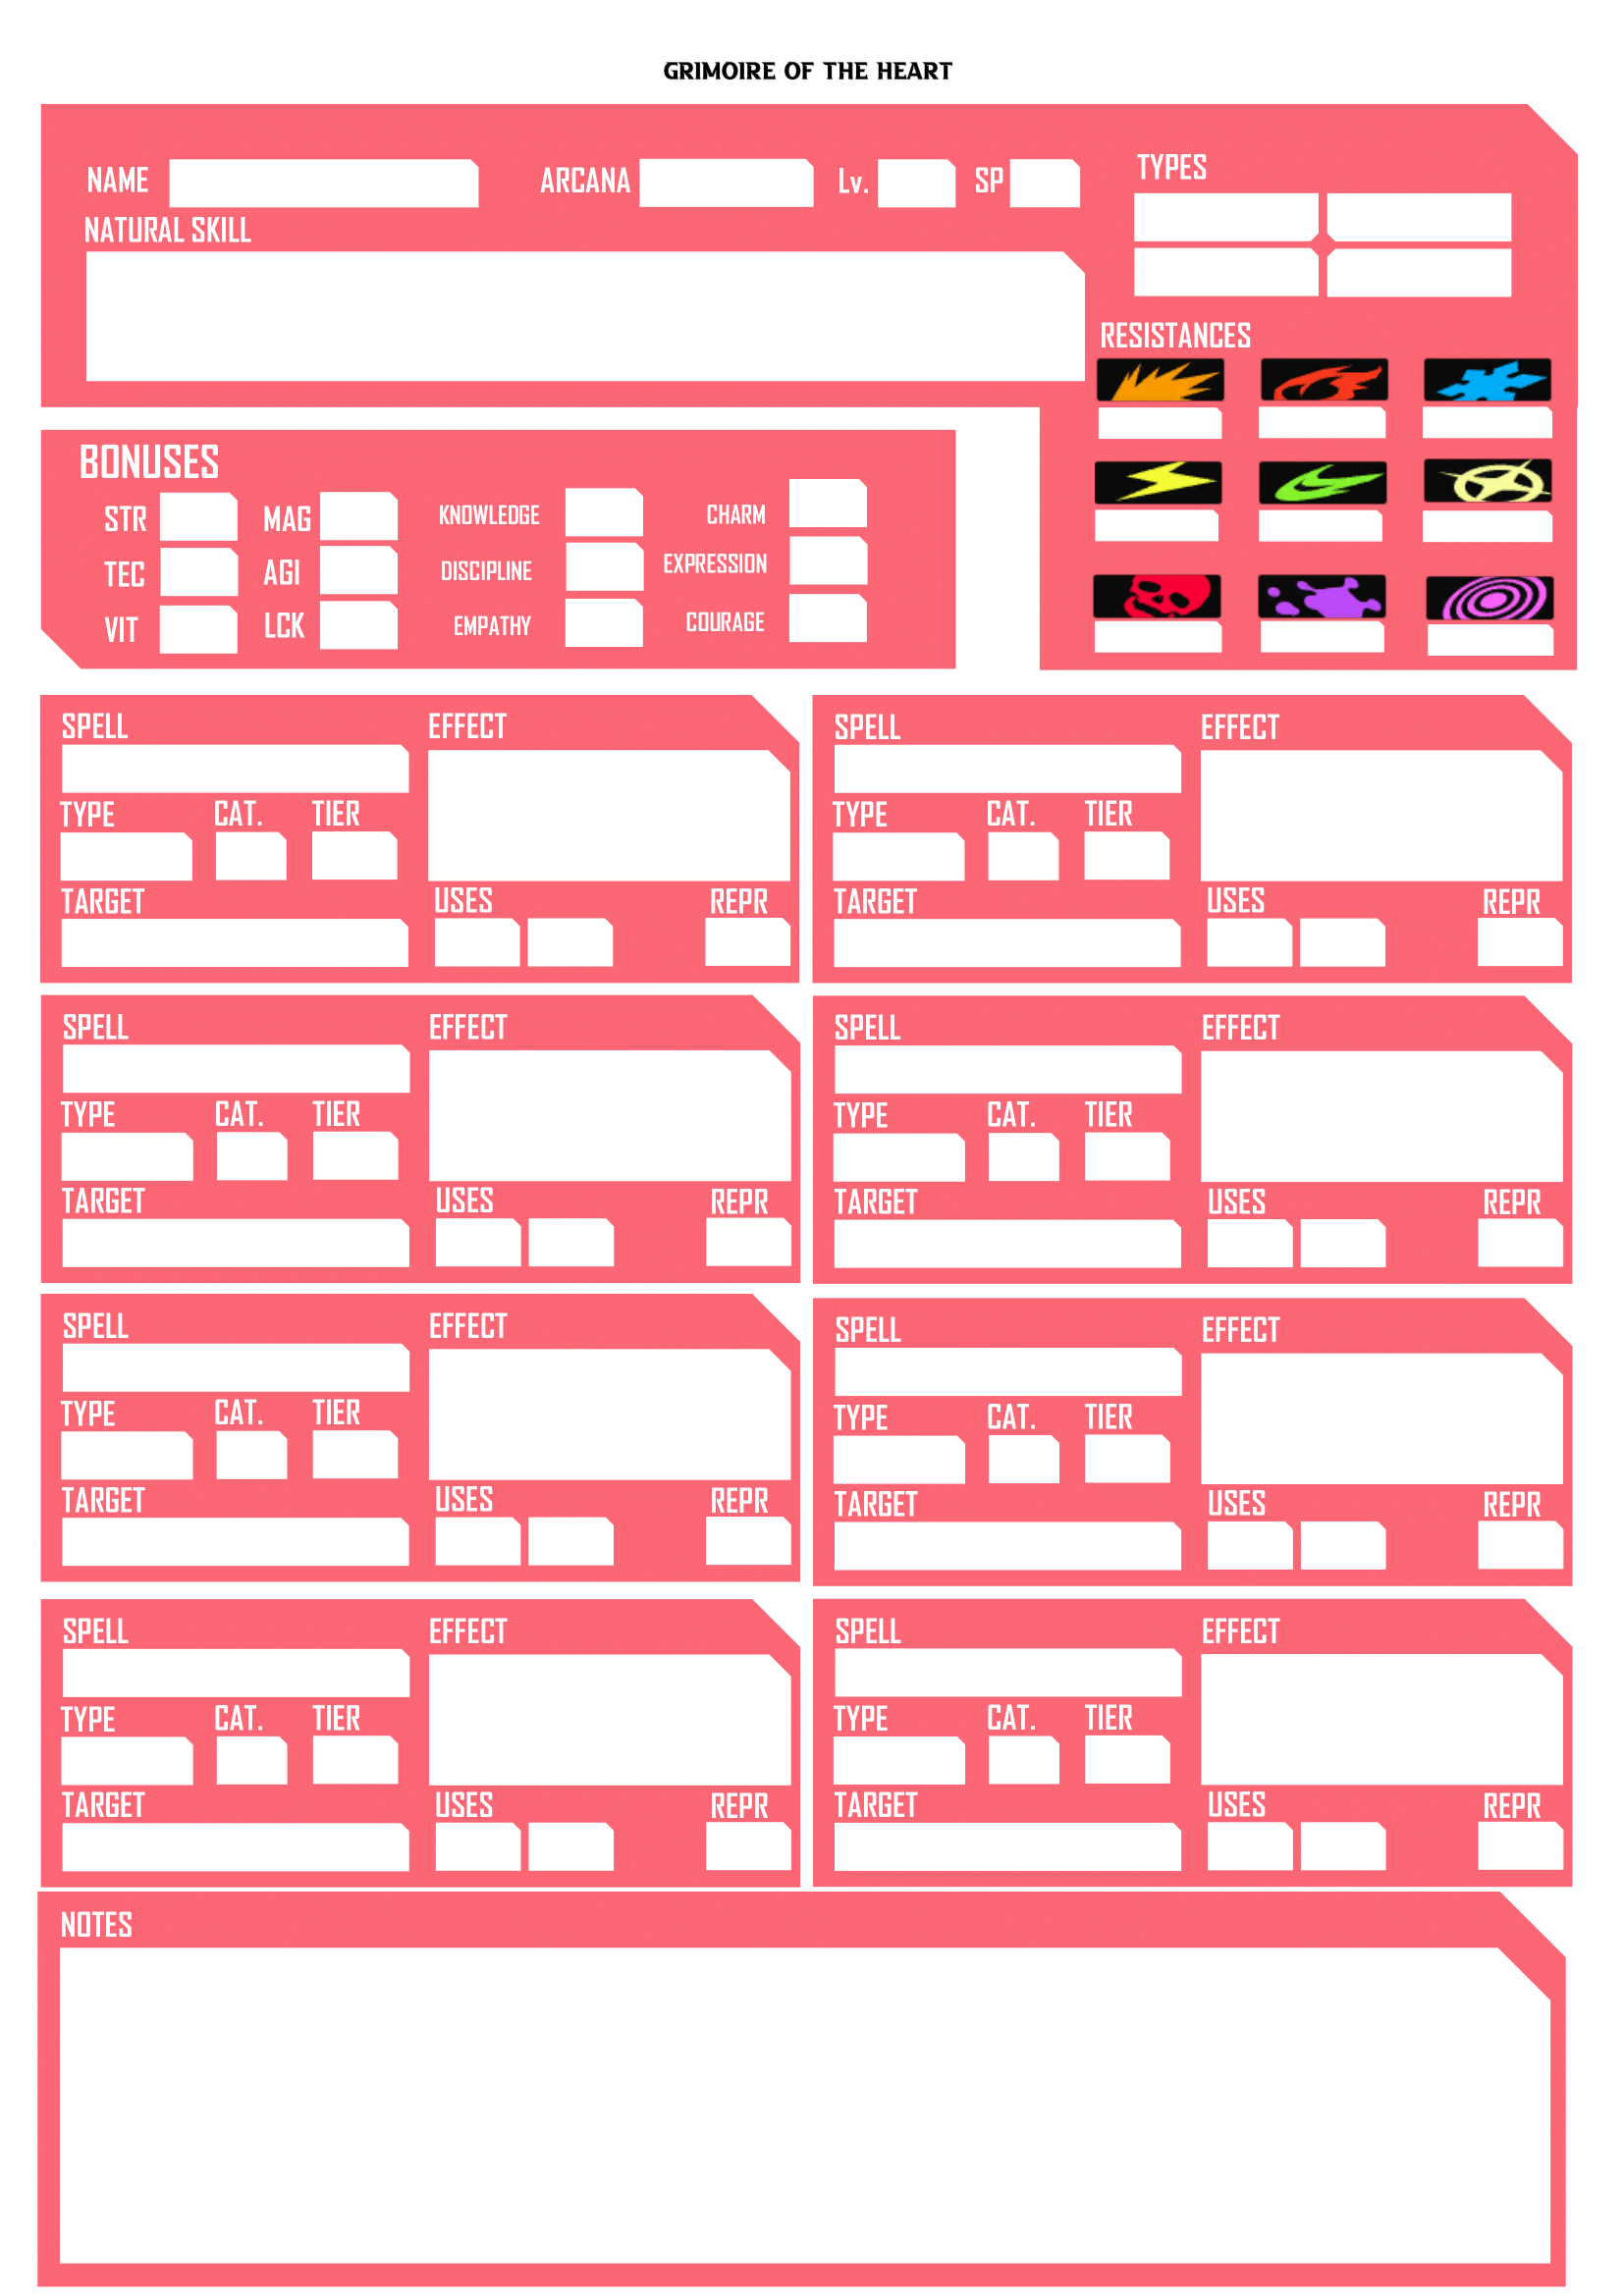 GRIMOIRE OF THE HEART
NAME ARCANA Lv. SP TYPES
NATURAL SKILL
RESISTANCES
BONUSES
STR MAG KNOWLEDGE CHARM
TEC AGI DISCIPLINE EXPRESSION
VIT LCK EMPATHY COURAGE
SPELL EFFECT SPELL EFFECT
TYPE CAT. TIER TYPE CAT. TIER
TARGET USES REPR TARGET USES REPR
SPELL EFFECT SPELL EFFECT
TYPE CAT. TIER TYPE CAT. TIER
TARGET USES REPR TARGET USES REPR
SPELL EFFECT SPELL EFFECT
TYPE CAT. TIER TYPE CAT. TIER
TARGET USES REPR TARGET USES REPR
SPELL EFFECT SPELL EFFECT
TYPE CAT. TIER TYPE CAT. TIER
TARGET USES REPR TARGET USES REPR
NOTES